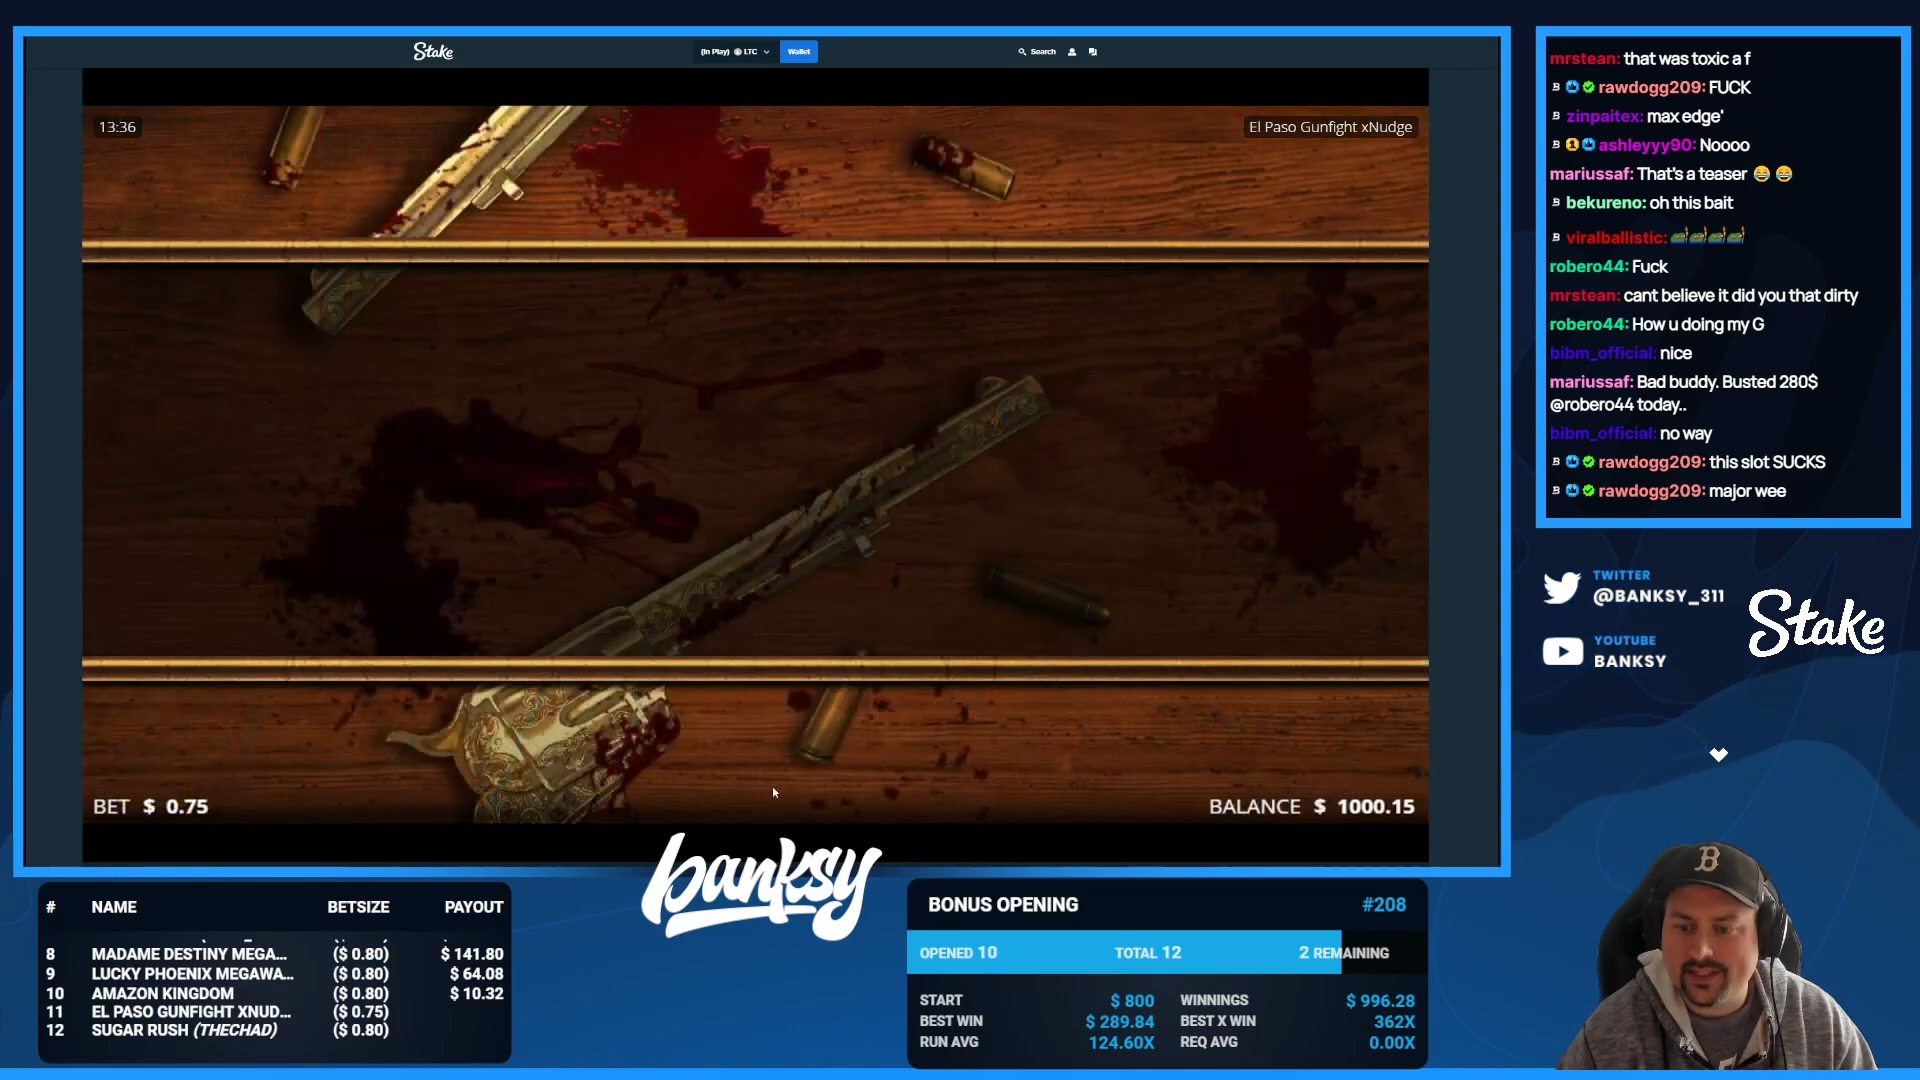 Stake
(In Play) LTC
Wallet
Search
13:36
El Paso Gunfight xNudge
BET $ 0.75
BALANCE $ 1000.15
mrstean: that was toxic a f
B rawdogg209: FUCK
B zinpaitex: max edge'
B 1 ashleyyy90: Noooo
mariussaf: That's a teaser 😂 😂
B bekureno: oh this bait
B viralballistic:
robero44: Fuck
mrstean: cant believe it did you that dirty
robero44: How u doing my G
bibm_official: nice
mariussaf: Bad buddy. Busted 280$
@robero44 today..
bibm_official: no way
B rawdogg209: this slot SUCKS
B rawdogg209: major wee
TWITTER
@BANKSY_311
YOUTUBE
BANKSY
Stake
banksy
# NAME BETSIZE PAYOUT
8 MADAME DESTINY MEGA... ($ 0.80) $ 141.80
9 LUCKY PHOENIX MEGAWA... ($ 0.80) $ 64.08
10 AMAZON KINGDOM ($ 0.80) $ 10.32
11 EL PASO GUNFIGHT XNUD... ($ 0.75)
12 SUGAR RUSH (THECHAD) ($ 0.80)
BONUS OPENING #208
OPENED 10 TOTAL 12 2 REMAINING
START $ 800 WINNINGS $ 996.28
BEST WIN $ 289.84 BEST X WIN 362X
RUN AVG 124.60X REQ AVG 0.00X
B